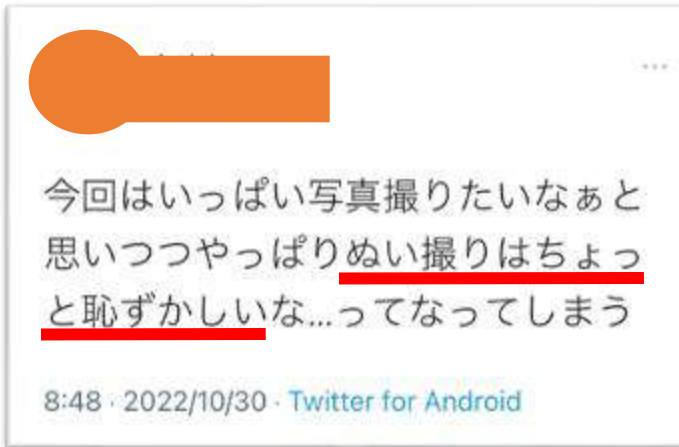 今回はいっぱい写真撮りたいなぁと
思いつつやっぱりぬい撮りはちょっ
と恥ずかしいな...ってなってしまう
8:48 · 2022/10/30 · Twitter for Android